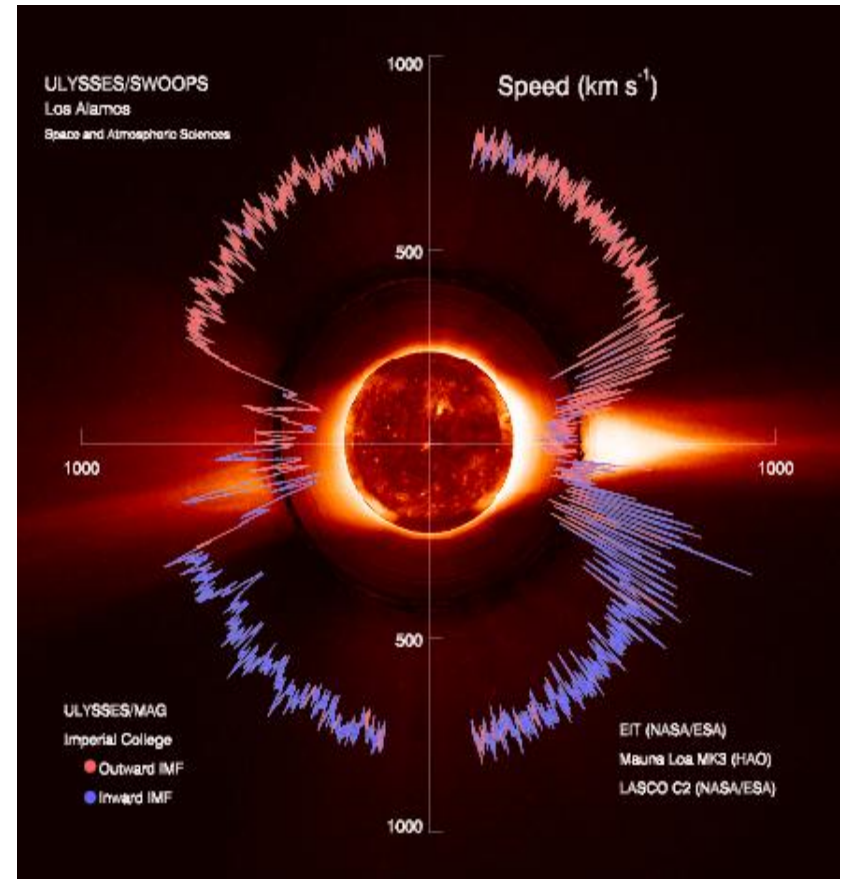 ULYSSES/SWOOPS
Los Alamos
Space and Atmospheric Sciences
Speed (km s-1)
1000
500
1000
1000
500
1000
ULYSSES/MAG
Imperial College
Outward IMF
Inward IMF
EIT (NASA/ESA)
Mauna Loa MK3 (HAO)
LASCO C2 (NASA/ESA)